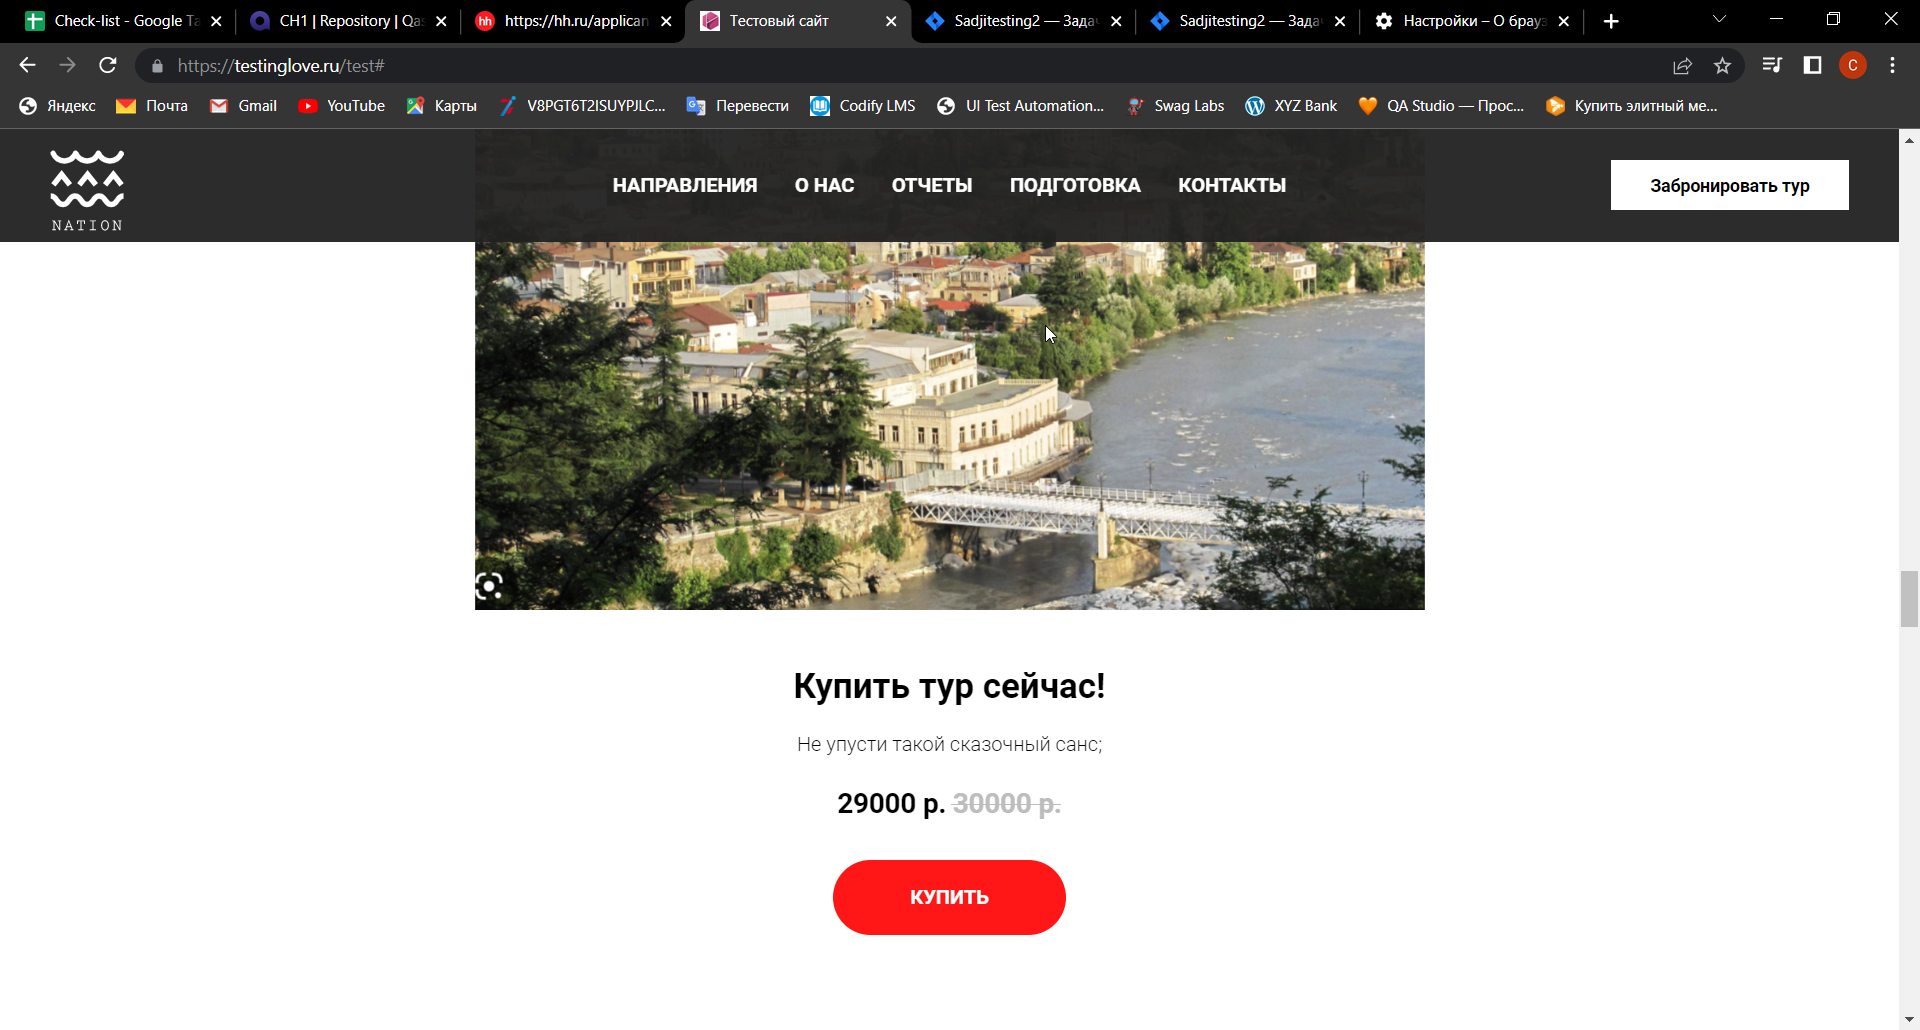 Check-list - Google Та
CH1 | Repository | Qas
https://hh.ru/applican
Тестовый сайт
Sadjitesting2 — Зада
Sadjitesting2 — Зада
Настройки – О брауз
https://testinglove.ru/test#
C
Яндекс
Почта
Gmail
YouTube
Карты
V8PGT6T2ISUYPJLC...
Перевести
Codify LMS
UI Test Automation...
Swag Labs
XYZ Bank
QA Studio — Прос...
Купить элитный ме...
NATION
НАПРАВЛЕНИЯ
О НАС
ОТЧЕТЫ
ПОДГОТОВКА
КОНТАКТЫ
Забронировать тур
Купить тур сейчас!
Не упусти такой сказочный санс;
29000 р. 30000 р.
КУПИТЬ